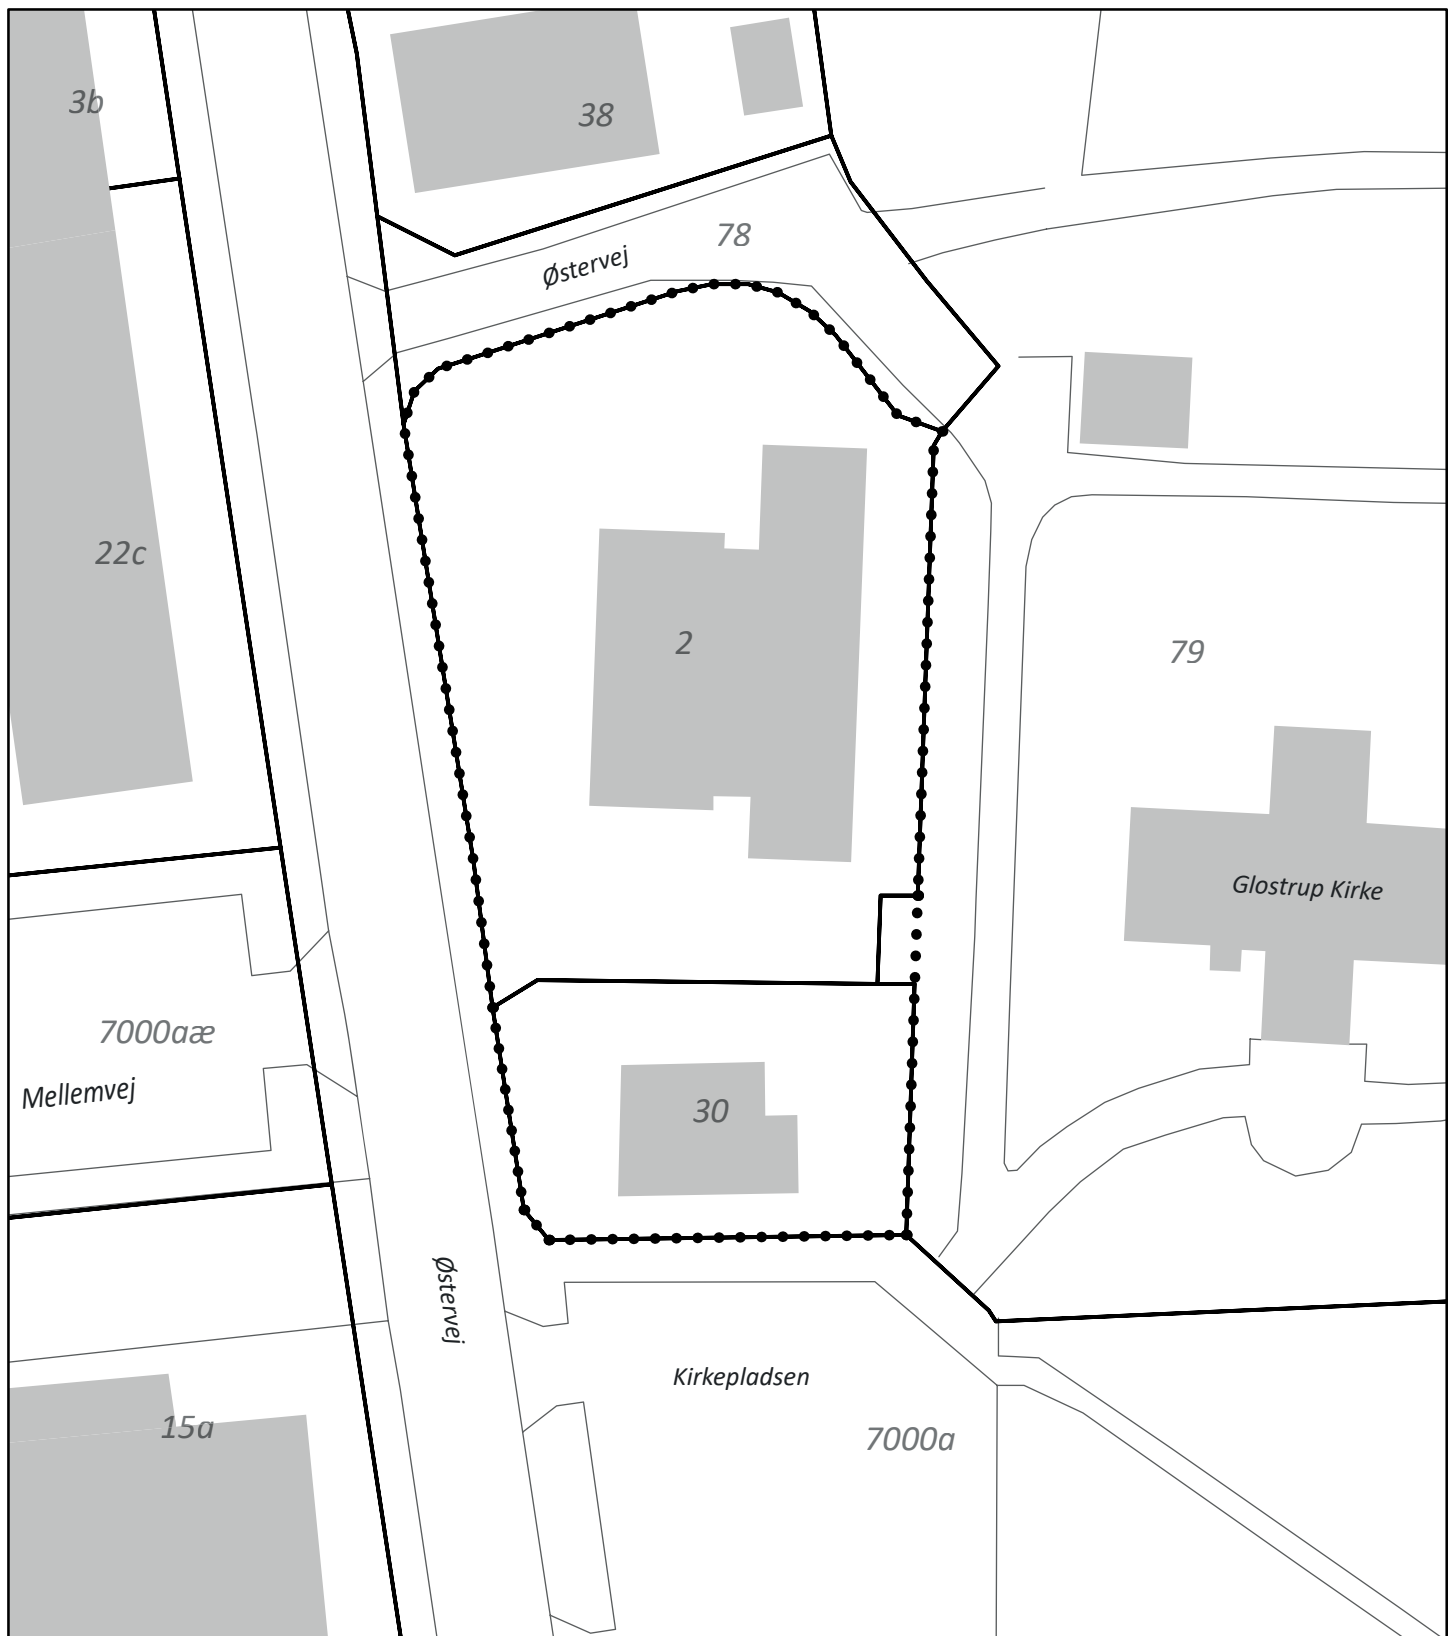 3b
38
78
Østervej
22c
2
79
Glostrup Kirke
7000aæ
Mellemvej
30
Østervej
Kirkepladsen
15a
7000a